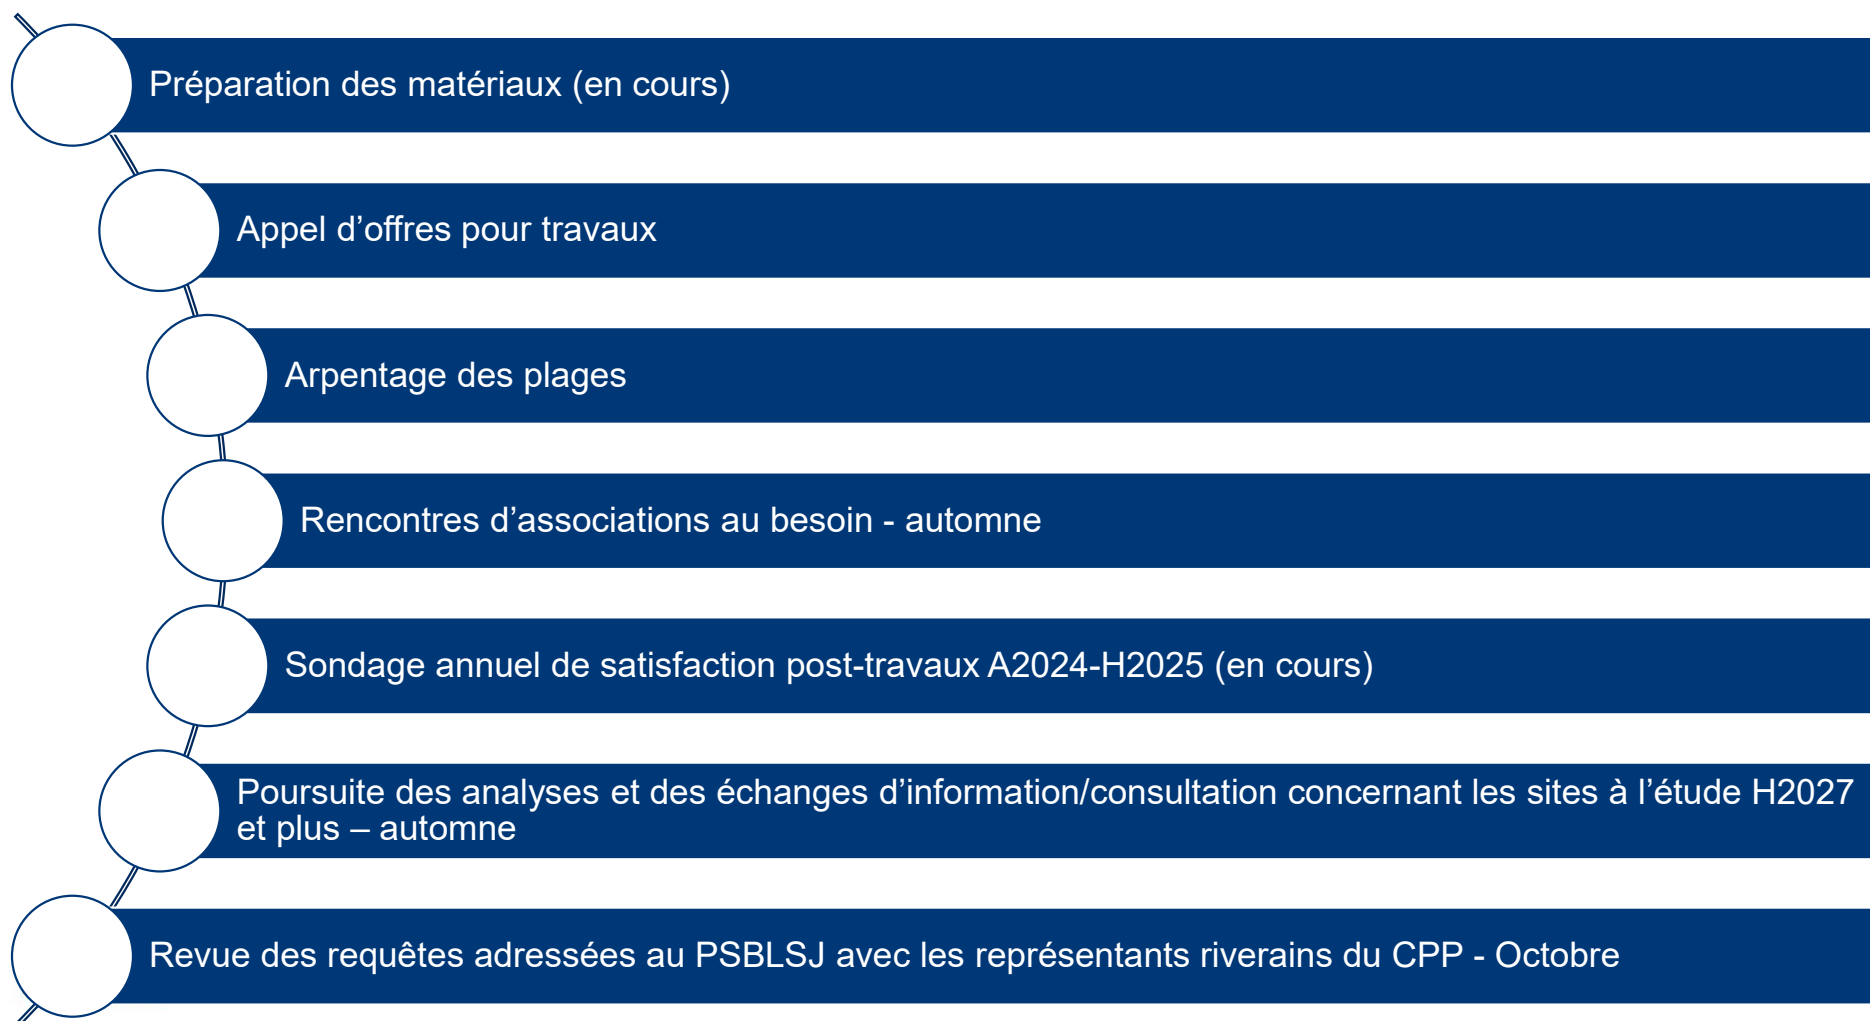 Préparation des matériaux (en cours)
Appel d’offres pour travaux
Arpentage des plages
Rencontres d’associations au besoin - automne
Sondage annuel de satisfaction post-travaux A2024-H2025 (en cours)
Poursuite des analyses et des échanges d’information/consultation concernant les sites à l’étude H2027
et plus – automne
Revue des requêtes adressées au PSBLSJ avec les représentants riverains du CPP - Octobre